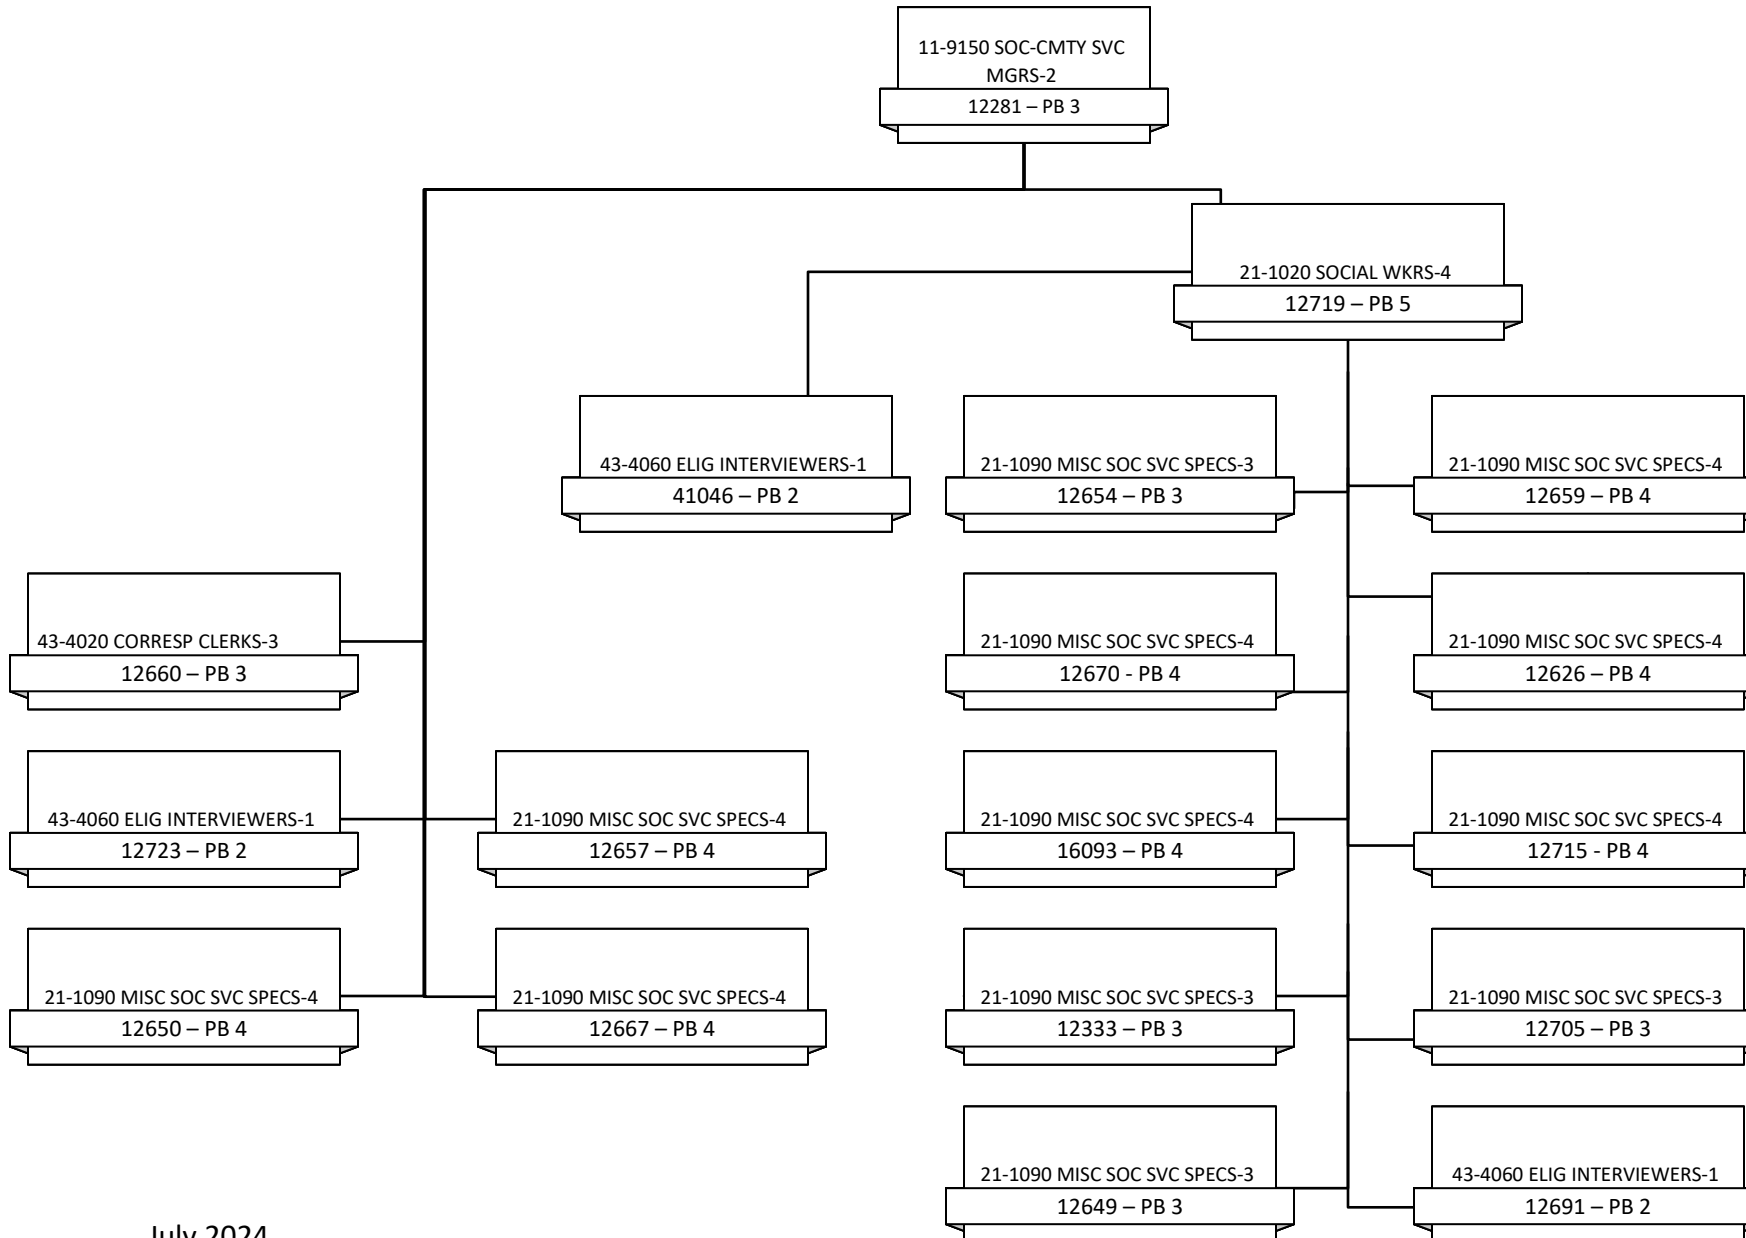 11-9150 SOC-CMTY SVC
MGRS-2
12281 – PB 3
21-1020 SOCIAL WKRS-4
12719 – PB 5
43-4060 ELIG INTERVIEWERS-1
41046 – PB 2
21-1090 MISC SOC SVC SPECS-3
12654 – PB 3
21-1090 MISC SOC SVC SPECS-4
12659 – PB 4
43-4020 CORRESP CLERKS-3
12660 – PB 3
21-1090 MISC SOC SVC SPECS-4
12670 - PB 4
21-1090 MISC SOC SVC SPECS-4
12626 – PB 4
43-4060 ELIG INTERVIEWERS-1
12723 – PB 2
21-1090 MISC SOC SVC SPECS-4
12657 – PB 4
21-1090 MISC SOC SVC SPECS-4
16093 – PB 4
21-1090 MISC SOC SVC SPECS-4
12715 - PB 4
21-1090 MISC SOC SVC SPECS-4
12650 – PB 4
21-1090 MISC SOC SVC SPECS-4
12667 – PB 4
21-1090 MISC SOC SVC SPECS-3
12333 – PB 3
21-1090 MISC SOC SVC SPECS-3
12705 – PB 3
21-1090 MISC SOC SVC SPECS-3
12649 – PB 3
43-4060 ELIG INTERVIEWERS-1
12691 – PB 2
July 2024